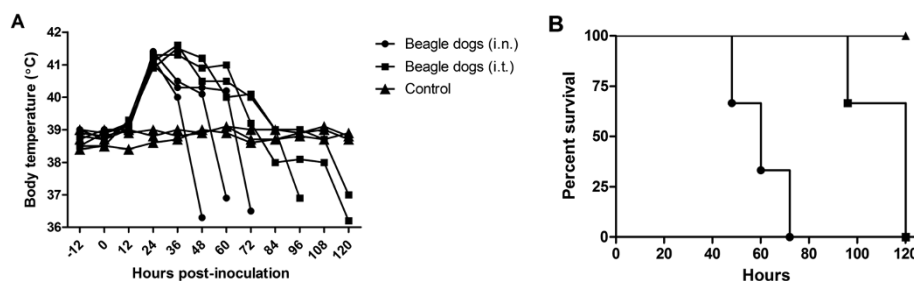 A
Body temperature (°C)
42
41
40
39
38
37
36
-12 0 12 24 36 48 60 72 84 96 108 120
Hours post-inoculation
Beagle dogs (i.n.)
Beagle dogs (i.t.)
Control
B
Percent survival
100
75
50
25
0
0 20 40 60 80 100 120
Hours